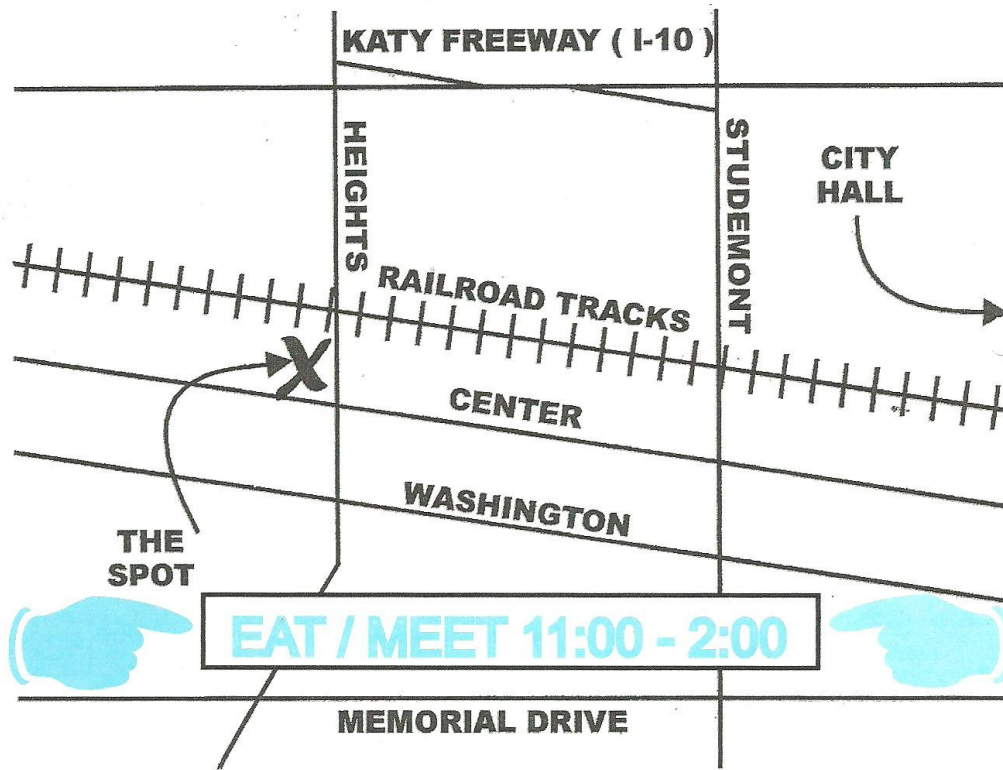 KATY FREEWAY ( I-10 )
HEIGHTS
STUDEMONT
CITY
HALL
RAILROAD TRACKS
X
CENTER
WASHINGTON
THE
SPOT
EAT / MEET 11:00 - 2:00
MEMORIAL DRIVE